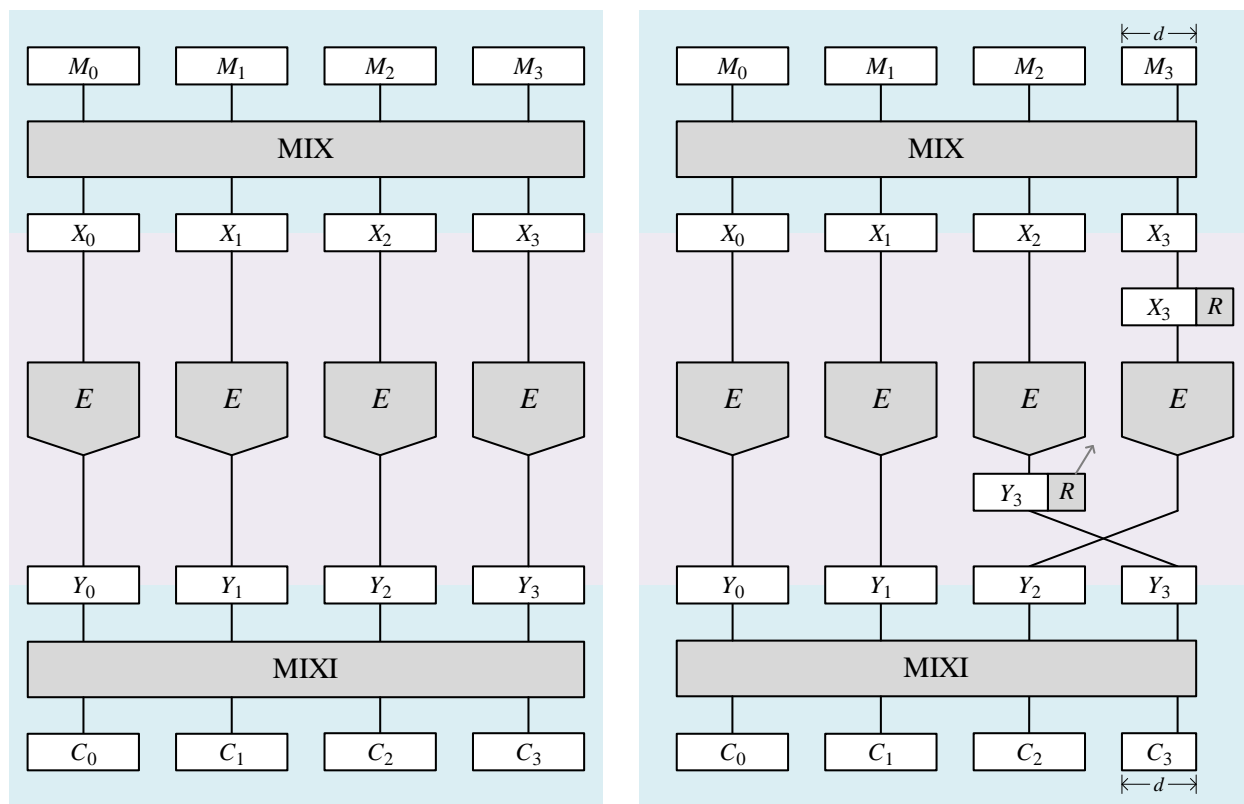 M0 M1 M2 M3
MIX
X0 X1 X2 X3
E E E E
Y0 Y1 Y2 Y3
MIXI
C0 C1 C2 C3
d
M0 M1 M2 M3
MIX
X0 X1 X2 X3
X3 R
E E E E
Y3 R
Y0 Y1 Y2 Y3
MIXI
C0 C1 C2 C3
d